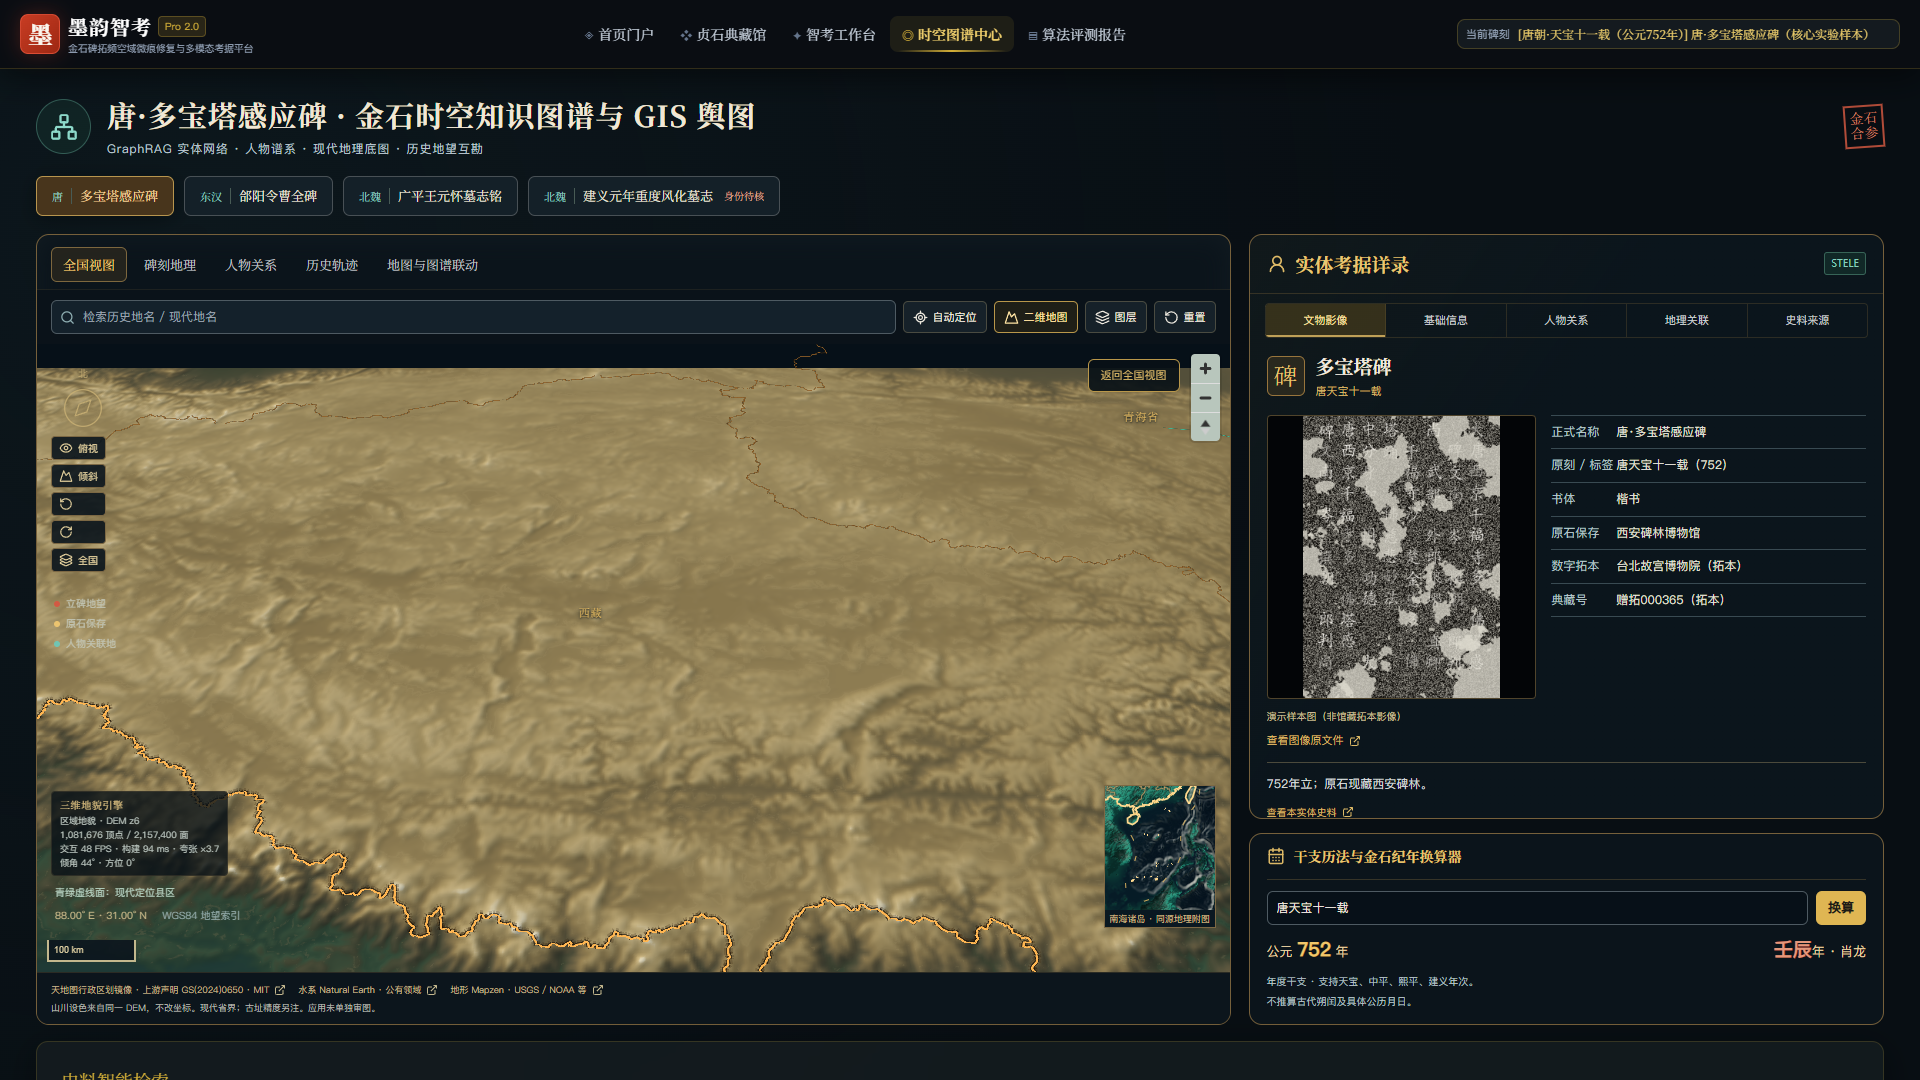 墨 墨韵智考 Pro 2.0
金石碑拓频空域微痕修复与多模态考据平台
首页门户 贞石典藏馆 智考工作台 时空图谱中心 算法评测报告
当前碑刻 [唐朝·天宝十一载（公元752年）] 唐·多宝塔感应碑（核心实验样本）
唐·多宝塔感应碑 · 金石时空知识图谱与 GIS 舆图
GraphRAG 实体网络 · 人物谱系 · 现代地理底图 · 历史地望互勘
金石
合参
唐 多宝塔感应碑
东汉 郃阳令曹全碑
北魏 广平王元怀墓志铭
北魏 建义元年重度风化墓志 身份待核
全国视图 碑刻地理 人物关系 历史轨迹 地图与图谱联动
检索历史地名 / 现代地名
自动定位 二维地图 图层 重置
返回全国视图
青海省
俯视
倾斜
全国
立碑地望
原石保存
人物关联地
西藏
三维地貌引擎
区域地貌 · DEM z6
1,081,676 顶点 / 2,157,400 面
交互 48 FPS · 构建 94 ms · 夸张 x3.7
倾角 44° · 方位 0°
青绿虚线面：现代定位县区
88.00° E · 31.00° N WGS84 地望索引
100 km
南海诸岛 · 同源地理附图
天地图行政区划镜像 · 上游声明 GS(2024)0650 · MIT 水系 Natural Earth · 公有领域 地形 Mapzen · USGS / NOAA 等
山川设色来自同一 DEM，不改坐标。现代省界；古址精度另注。应用未单独审图。
实体考据详录 STELE
文物影像 基础信息 人物关系 地理关联 史料来源
碑 多宝塔碑
唐天宝十一载
正式名称 唐·多宝塔感应碑
原刻 / 标签 唐天宝十一载（752）
书体 楷书
原石保存 西安碑林博物馆
数字拓本 台北故宫博物院（拓本）
典藏号 赠拓000365（拓本）
演示样本图（非馆藏拓本影像）
查看图像原文件
752年立；原石现藏西安碑林。
查看本实体史料
干支历法与金石纪年换算器
唐天宝十一载 换算
公元 752 年 壬辰年 · 肖龙
年度干支 · 支持天宝、中平、熙平、建义年次。
不推算古代朔闰及具体公历月日。
史料智能检索